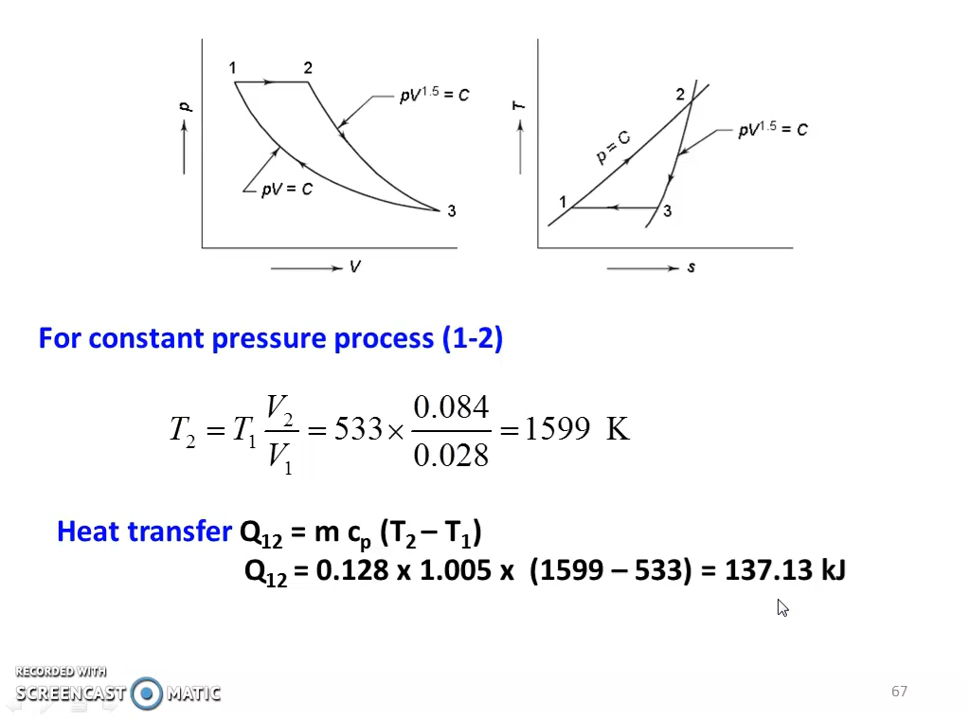 1 2
pV^1.5 = C
p
pV = C
3
V
T
2
p = C
pV^1.5 = C
1
3
s
For constant pressure process (1-2)
T₂ = T₁ V₂/V₁ = 533 × 0.084/0.028 = 1599 K
Heat transfer Q₁₂ = m cₚ (T₂ – T₁)
Q₁₂ = 0.128 x 1.005 x (1599 – 533) = 137.13 kJ
RECORDED WITH
SCREENCAST MATIC
67